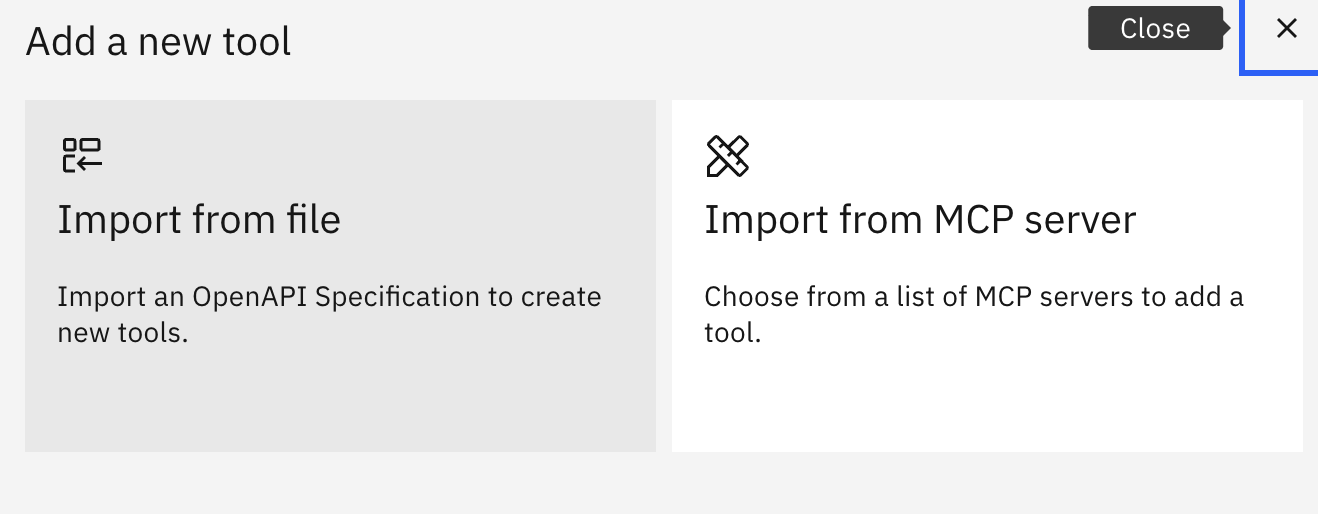 Add a new tool
Close
Import from file
Import an OpenAPI Specification to create
new tools.
Import from MCP server
Choose from a list of MCP servers to add a
tool.